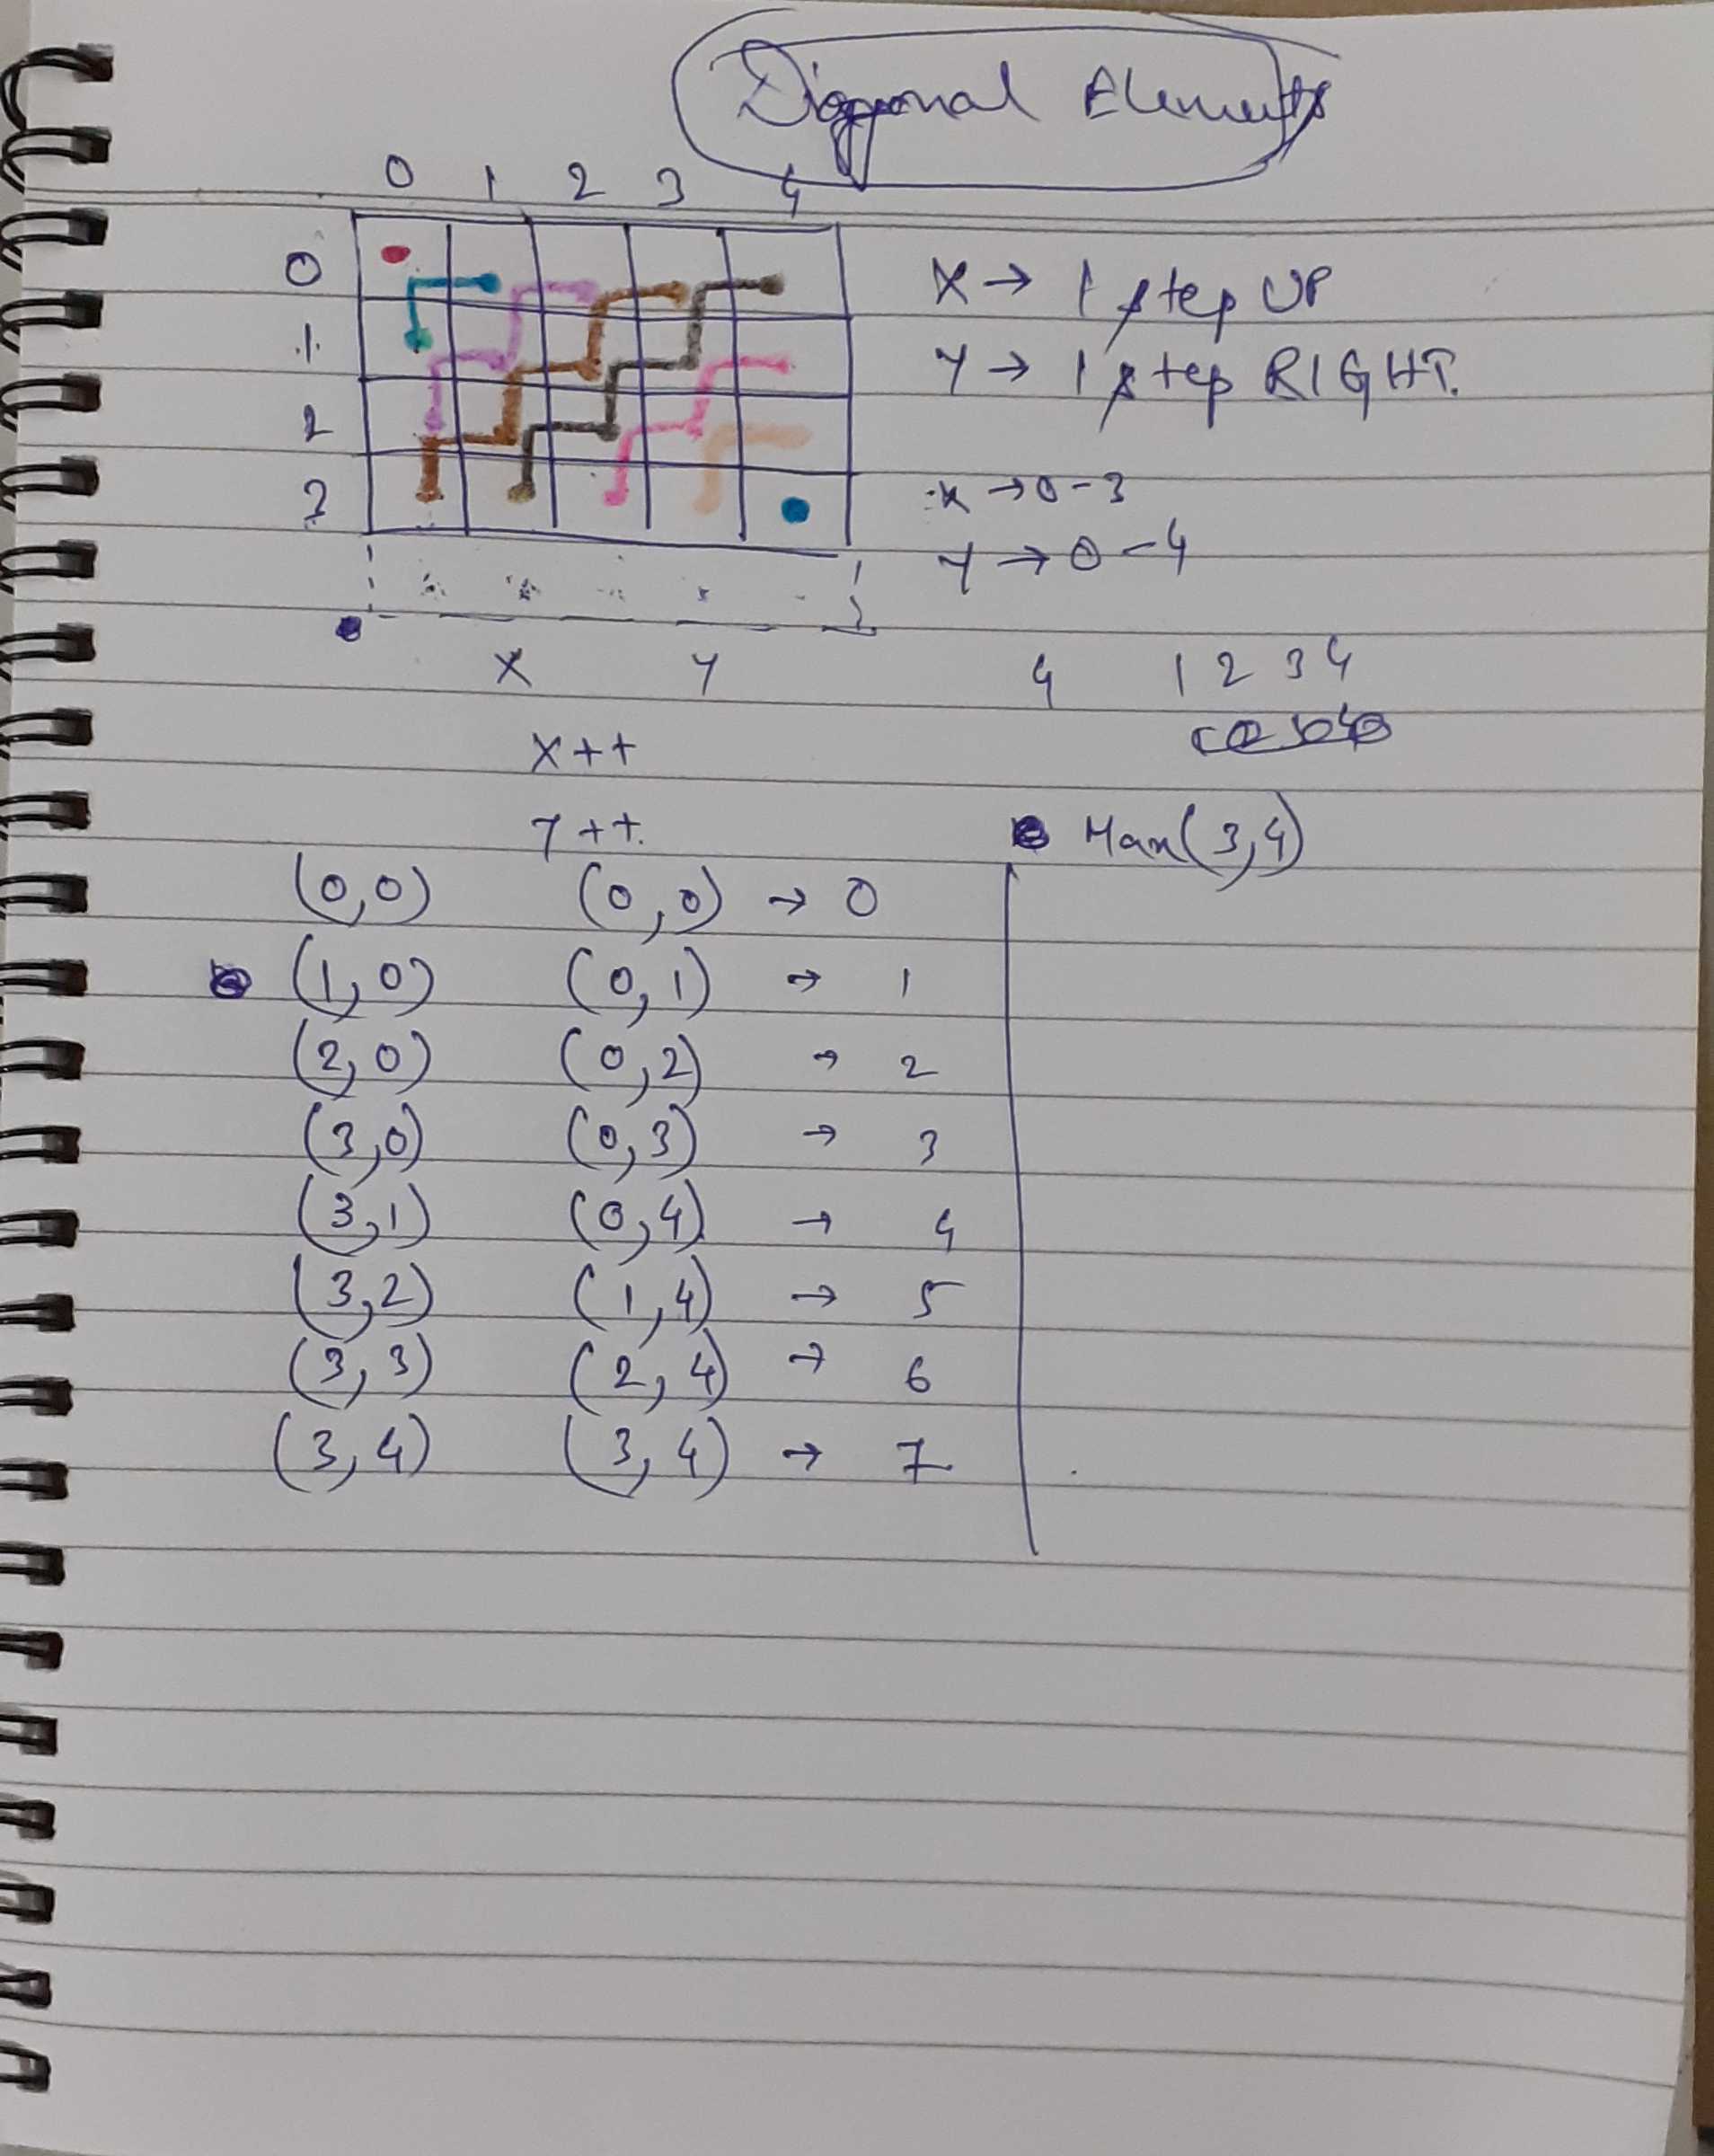 Diagonal Elements
0 1 2 3 4
0 X → 1 step UP
1 Y → 1 step RIGHT.
2
3 x → 0 - 3
Y → 0 - 4
X Y 4 1 2 3 4
X++
Y++. Max(3,4)
(0,0) (0,0) → 0
(1,0) (0,1) → 1
(2,0) (0,2) → 2
(3,0) (0,3) → 3
(3,1) (0,4) → 4
(3,2) (1,4) → 5
(3,3) (2,4) → 6
(3,4) (3,4) → 7